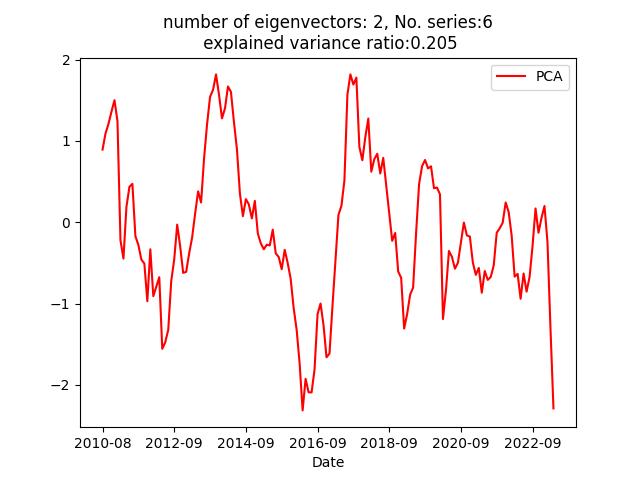 number of eigenvectors: 2, No. series:6
explained variance ratio:0.205
PCA
2
1
0
−1
−2
2010-08 2012-09 2014-09 2016-09 2018-09 2020-09 2022-09
Date